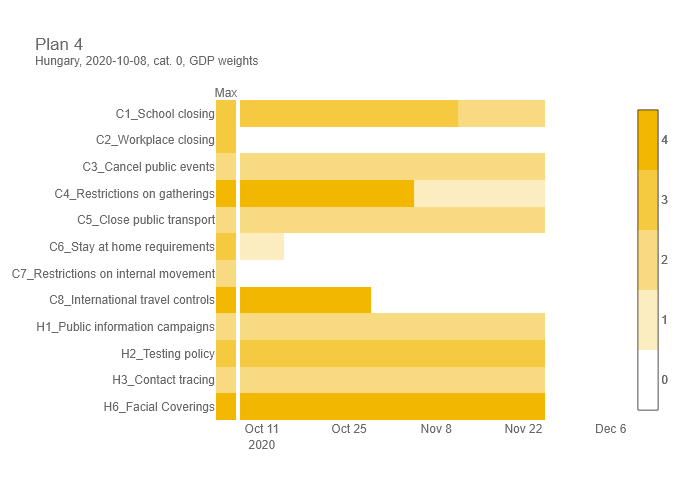 Plan 4
Hungary, 2020-10-08, cat. 0, GDP weights
Max
C1_School closing
C2_Workplace closing
C3_Cancel public events
C4_Restrictions on gatherings
C5_Close public transport
C6_Stay at home requirements
C7_Restrictions on internal movement
C8_International travel controls
H1_Public information campaigns
H2_Testing policy
H3_Contact tracing
H6_Facial Coverings
Oct 11 Oct 25 Nov 8 Nov 22 Dec 6
2020
4
3
2
1
0